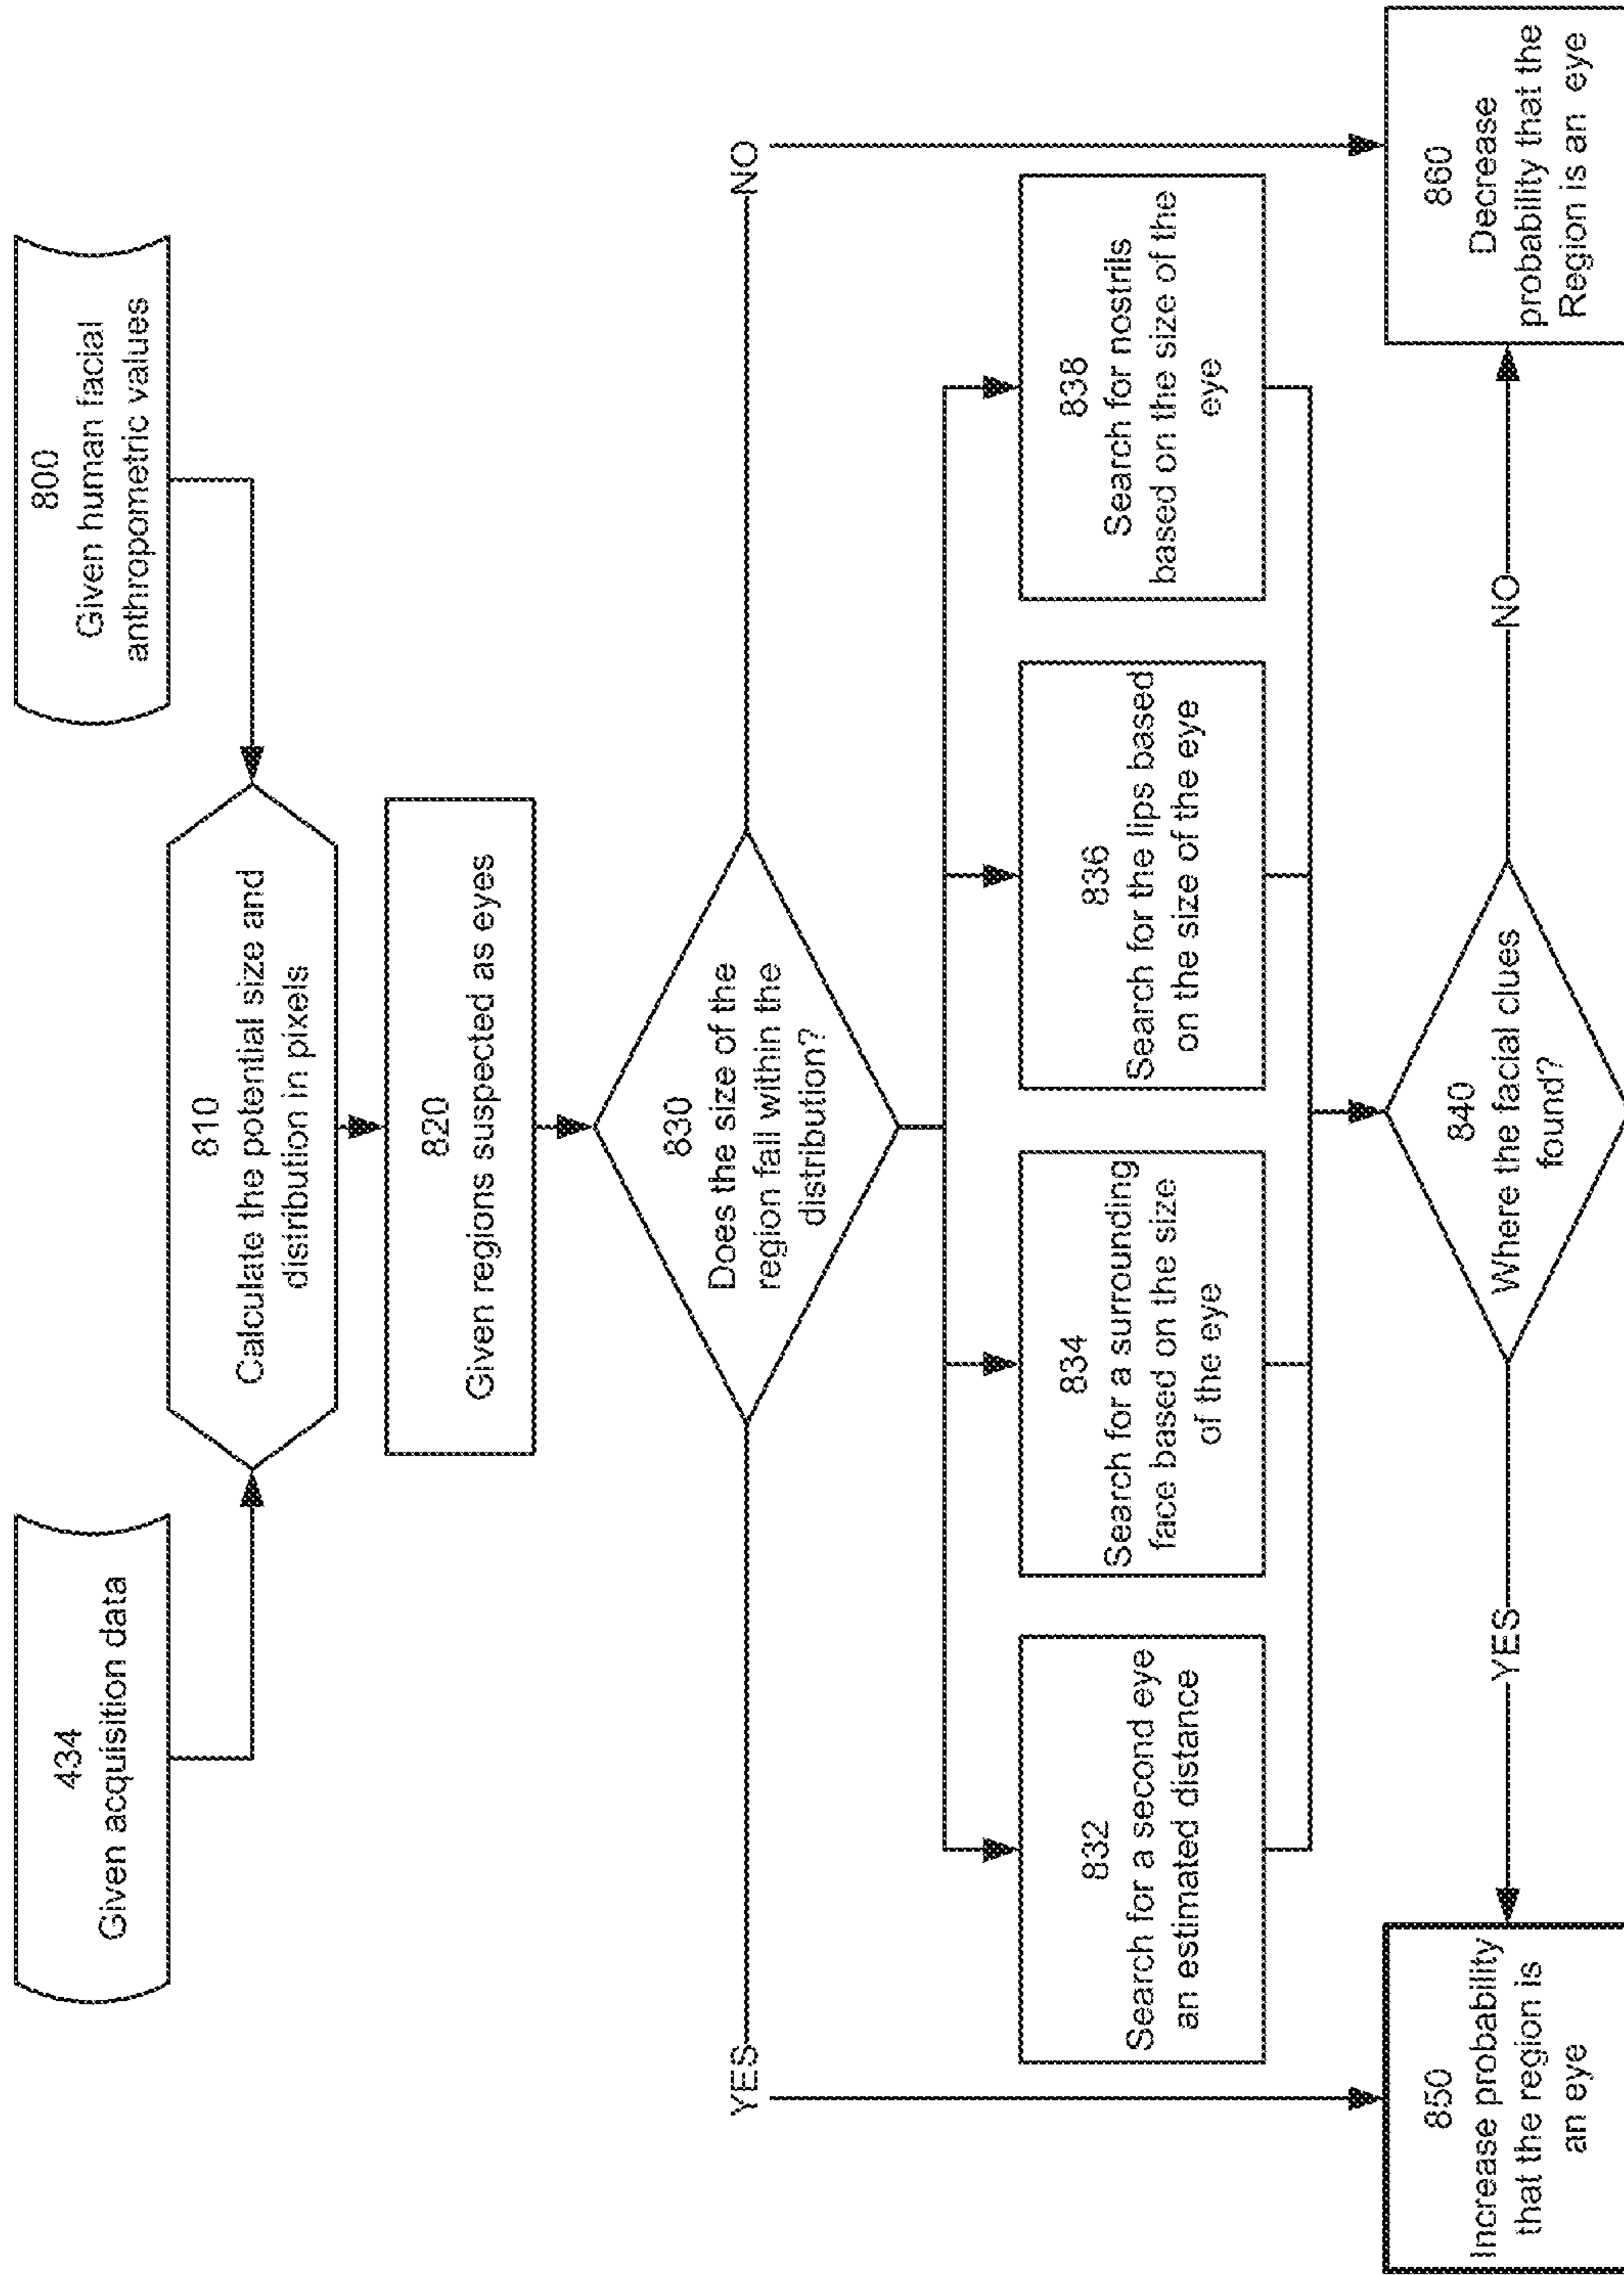 434
Given acquisition data
800
Given human facial
anthropometric values
810
Calculate the potential size and
distribution in pixels
820
Given regions suspected as eyes
830
Does the size of the
region fall within the
distribution?
YES
NO
832
Search for a second eye
an estimated distance
834
Search for a surrounding
face based on the size
of the eye
836
Search for the lips based
on the size of the eye
838
Search for nostrils
based on the size of the
eye
840
Where the facial clues
found?
YES
NO
850
Increase probability
that the region is
an eye
860
Decrease
probability that the
Region is an eye